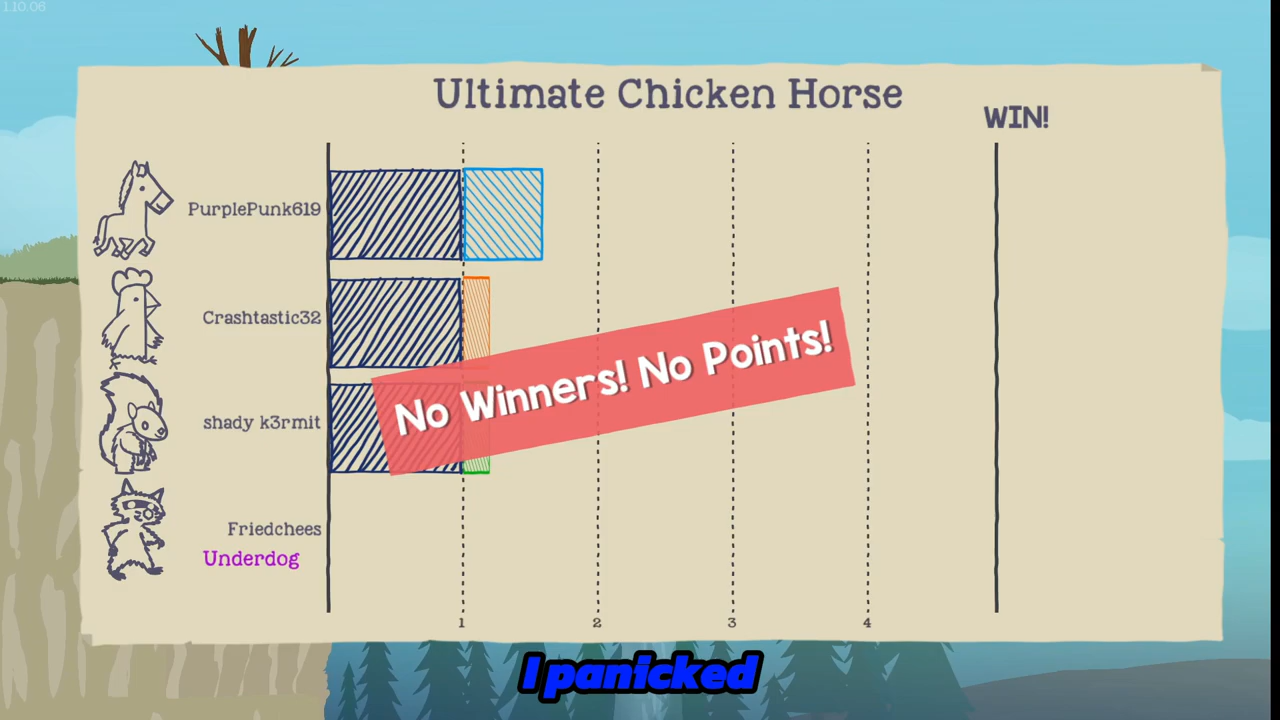 1.10.06
Ultimate Chicken Horse
WIN!
PurplePunk619
Crashtastic32
No Winners! No Points!
shady k3rmit
Friedchees
Underdog
1 2 3 4
I panicked